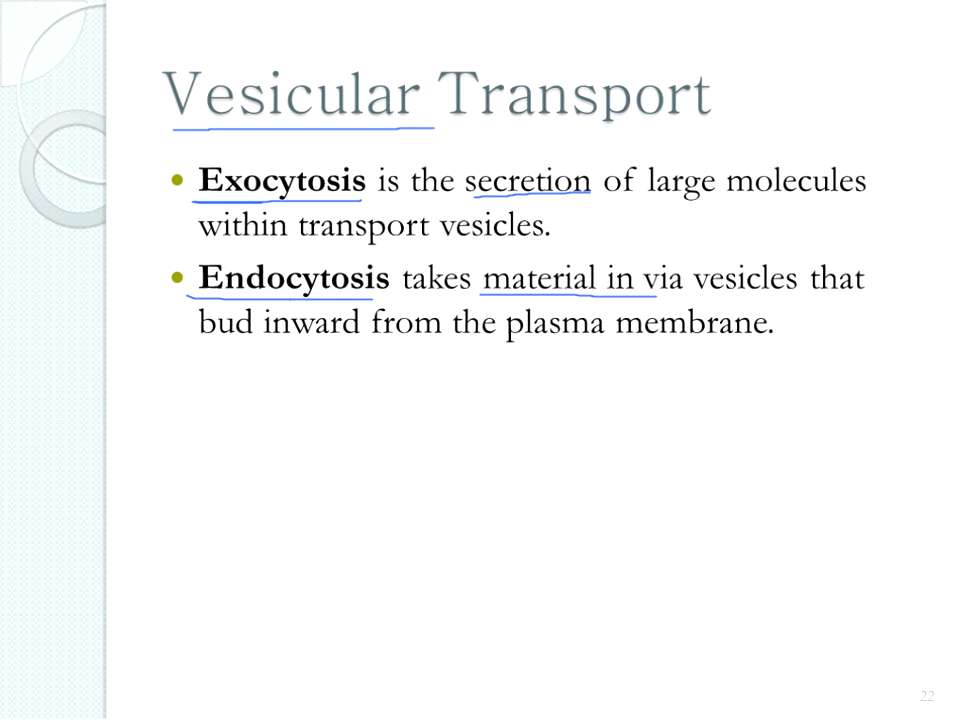 Vesicular Transport
• Exocytosis is the secretion of large molecules
within transport vesicles.
• Endocytosis takes material in via vesicles that
bud inward from the plasma membrane.
22